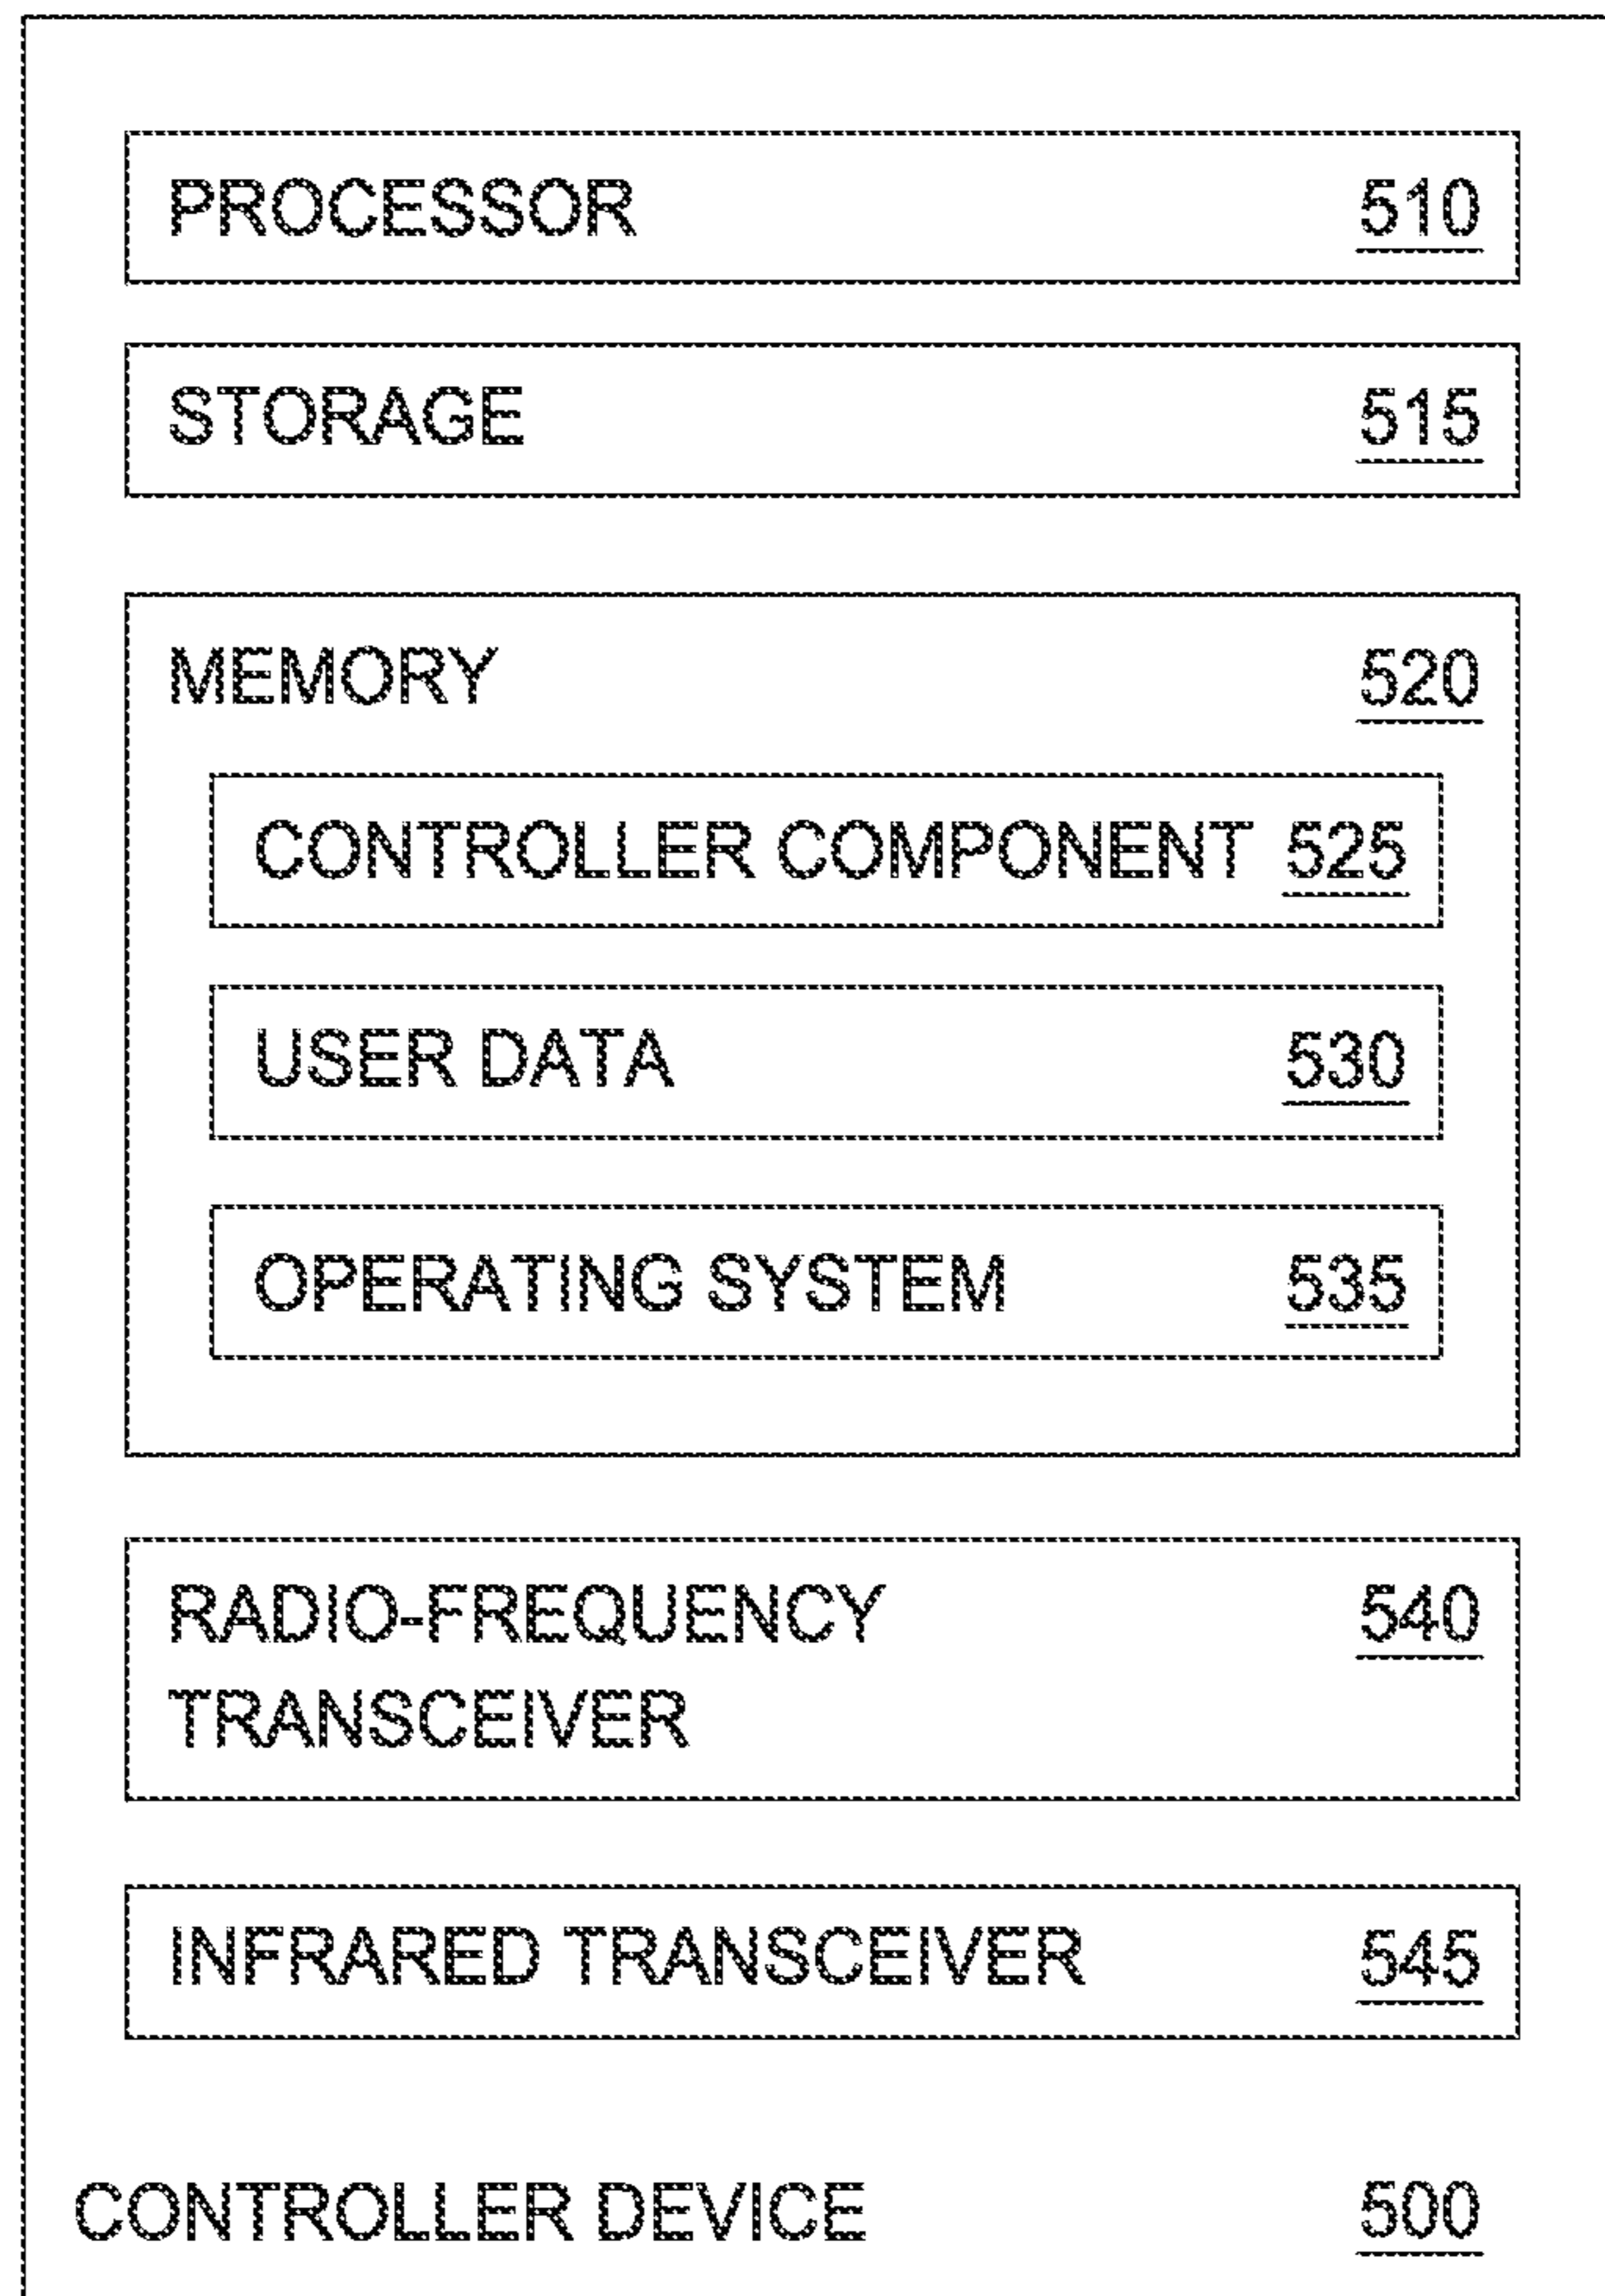 PROCESSOR 510
STORAGE 515
MEMORY 520
CONTROLLER COMPONENT 525
USER DATA 530
OPERATING SYSTEM 535
RADIO-FREQUENCY 540
TRANSCEIVER
INFRARED TRANSCEIVER 545
CONTROLLER DEVICE 500